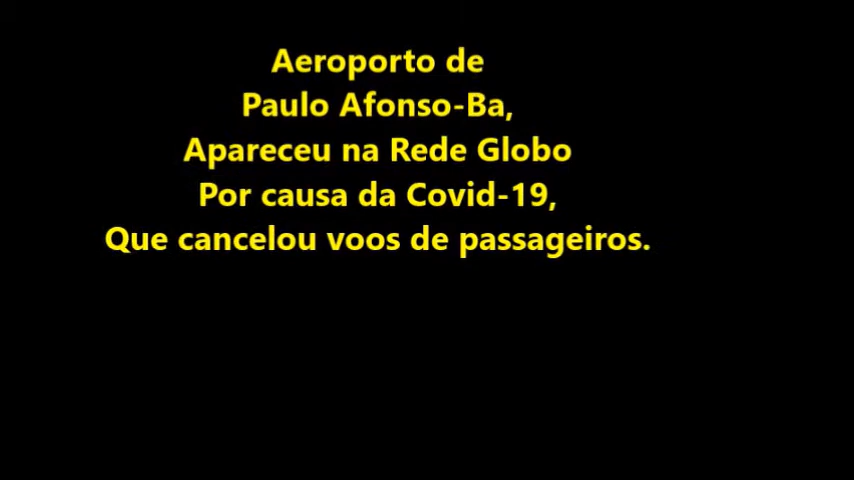 Aeroporto de
Paulo Afonso-Ba,
Apareceu na Rede Globo
Por causa da Covid-19,
Que cancelou voos de passageiros.